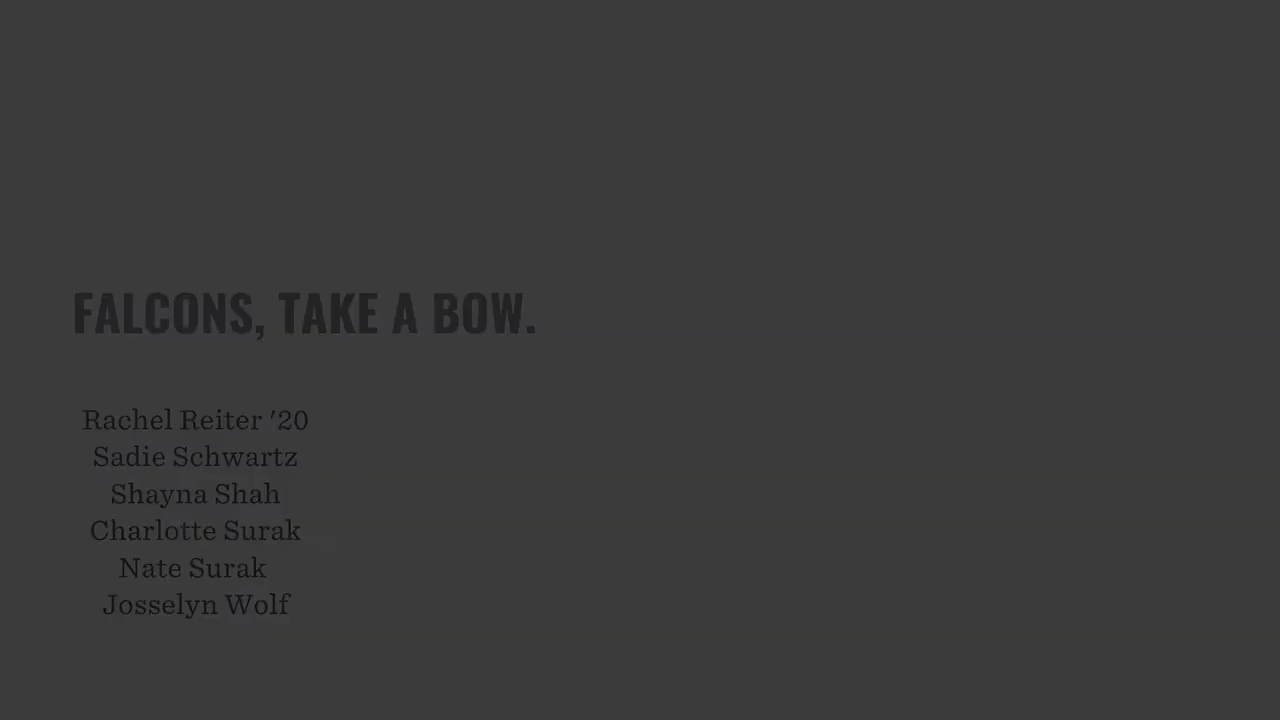 FALCONS, TAKE A BOW.
Rachel Reiter '20
Sadie Schwartz
Shayna Shah
Charlotte Surak
Nate Surak
Josselyn Wolf